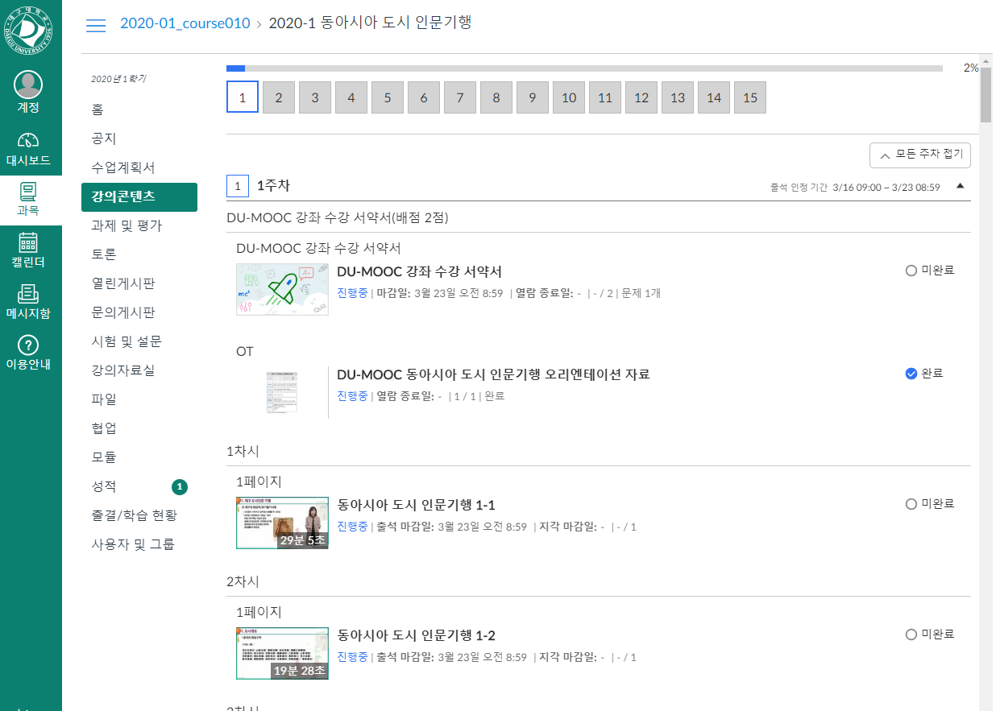 2020-01_course010 > 2020-1 동아시아 도시 인문기행
DAEGU UNIVERSITY 1956
계정
대시보드
과목
캘린더
메시지함
이용안내
2020년 1학기
홈
공지
수업계획서
강의콘텐츠
과제 및 평가
토론
열린게시판
문의게시판
시험 및 설문
강의자료실
파일
협업
모듈
성적 1
출결/학습 현황
사용자 및 그룹
2%
1 2 3 4 5 6 7 8 9 10 11 12 13 14 15
모든 주차 접기
1 1주차 출석 인정 기간 3/16 09:00 ~ 3/23 08:59
DU-MOOC 강좌 수강 서약서(배점 2점)
DU-MOOC 강좌 수강 서약서
DU-MOOC 강좌 수강 서약서 미완료
진행중 | 마감일: 3월 23일 오전 8:59 | 열람 종료일: - | - / 2 | 문제 1개
A+
mc²
Quiz
OT
DU-MOOC 동아시아 도시 인문기행 오리엔테이션 자료 완료
진행중 | 열람 종료일: - | 1 / 1 | 완료
1차시
1페이지
동아시아 도시 인문기행 1-1 미완료
진행중 | 출석 마감일: 3월 23일 오전 8:59 | 지각 마감일: - | - / 1
1. 대구 도시인문 기행
29분 5초
2차시
1페이지
동아시아 도시 인문기행 1-2 미완료
진행중 | 출석 마감일: 3월 23일 오전 8:59 | 지각 마감일: - | - / 1
19분 28초